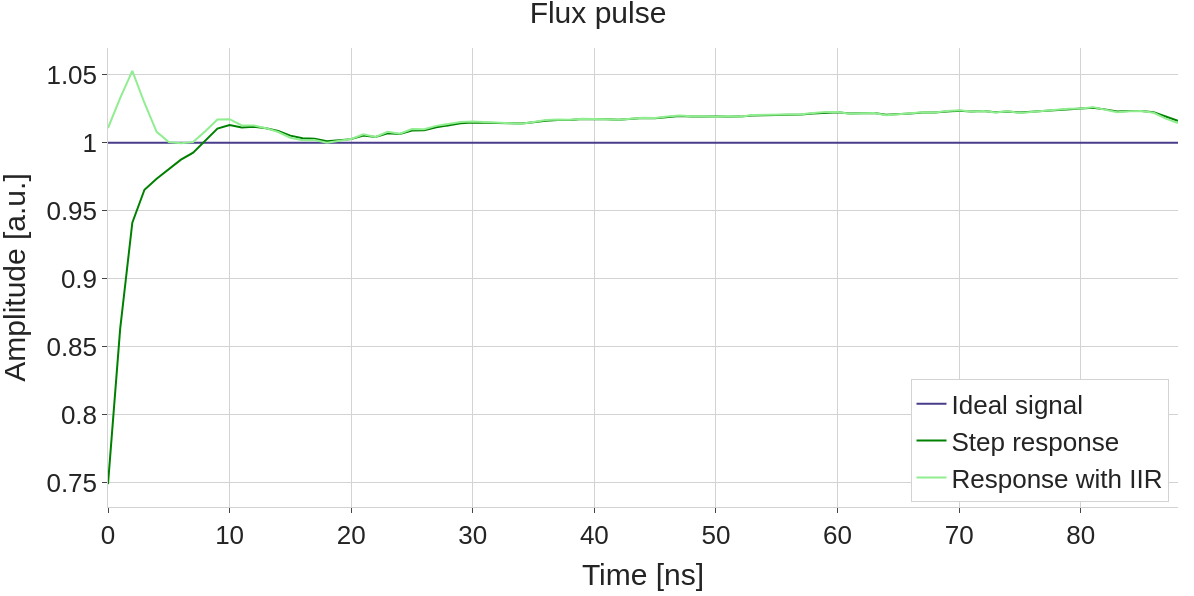 Flux pulse
Amplitude [a.u.]
1.05
1
0.95
0.9
0.85
0.8
0.75
Ideal signal
Step response
Response with IIR
0 10 20 30 40 50 60 70 80
Time [ns]